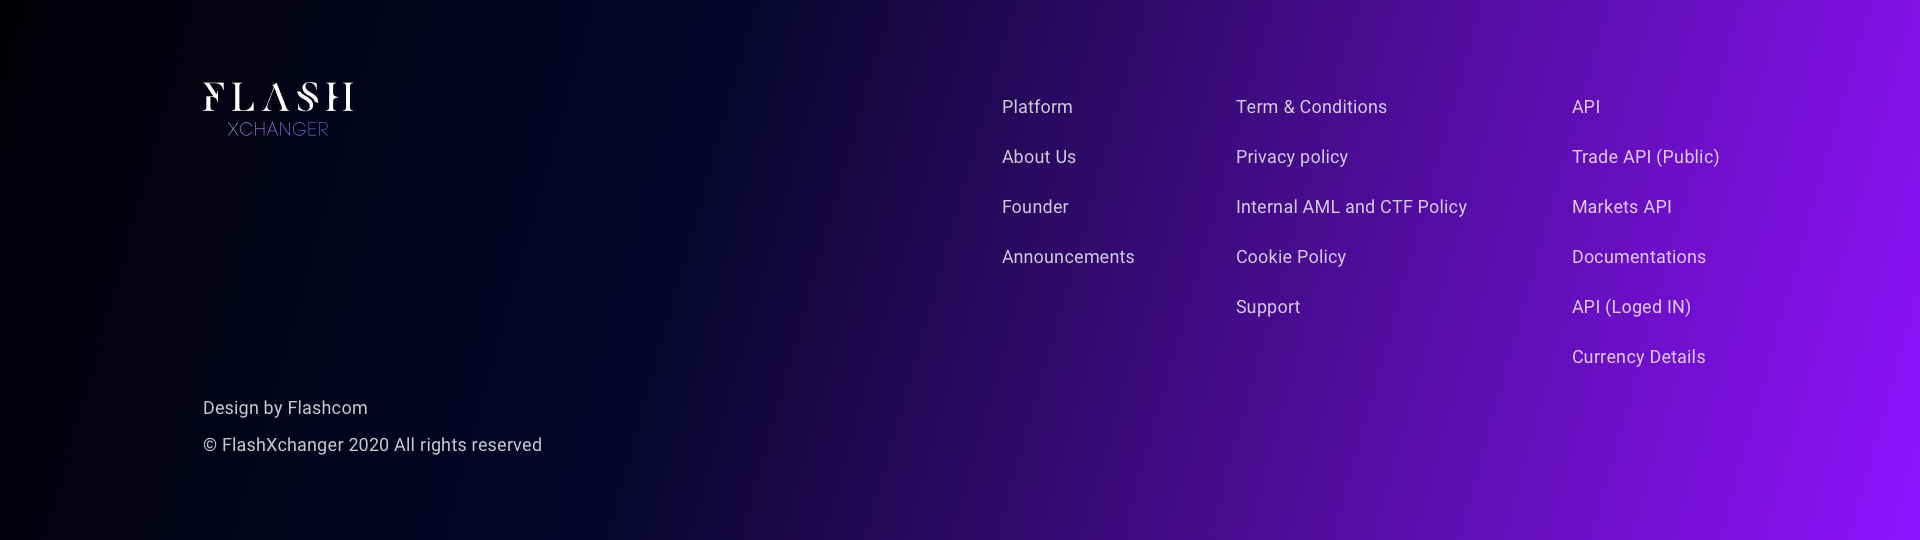 FLASH
XCHANGER
Platform
About Us
Founder
Announcements
Term & Conditions
Privacy policy
Internal AML and CTF Policy
Cookie Policy
Support
API
Trade API (Public)
Markets API
Documentations
API (Loged IN)
Currency Details
Design by Flashcom
© FlashXchanger 2020 All rights reserved